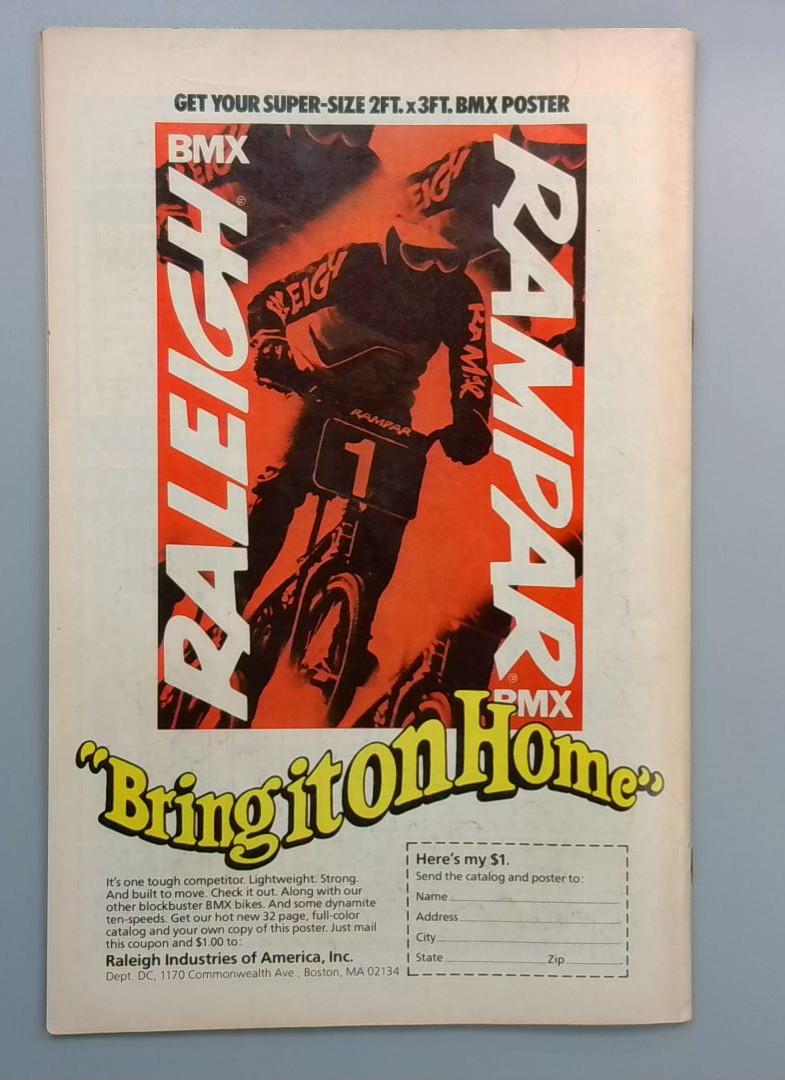 GET YOUR SUPER-SIZE 2FT. x 3FT. BMX POSTER
BMX
RALEIGH®
RAMPAR®
BMX
EIGH
EIGH
RAMPAR
1
"Bring it on Home"
It's one tough competitor. Lightweight. Strong.
And built to move. Check it out. Along with our
other blockbuster BMX bikes. And some dynamite
ten-speeds. Get our hot new 32 page, full-color
catalog and your own copy of this poster. Just mail
this coupon and $1.00 to:
Raleigh Industries of America, Inc.
Dept. DC, 1170 Commonwealth Ave., Boston, MA 02134
Here's my $1.
Send the catalog and poster to:
Name
Address
City
State Zip